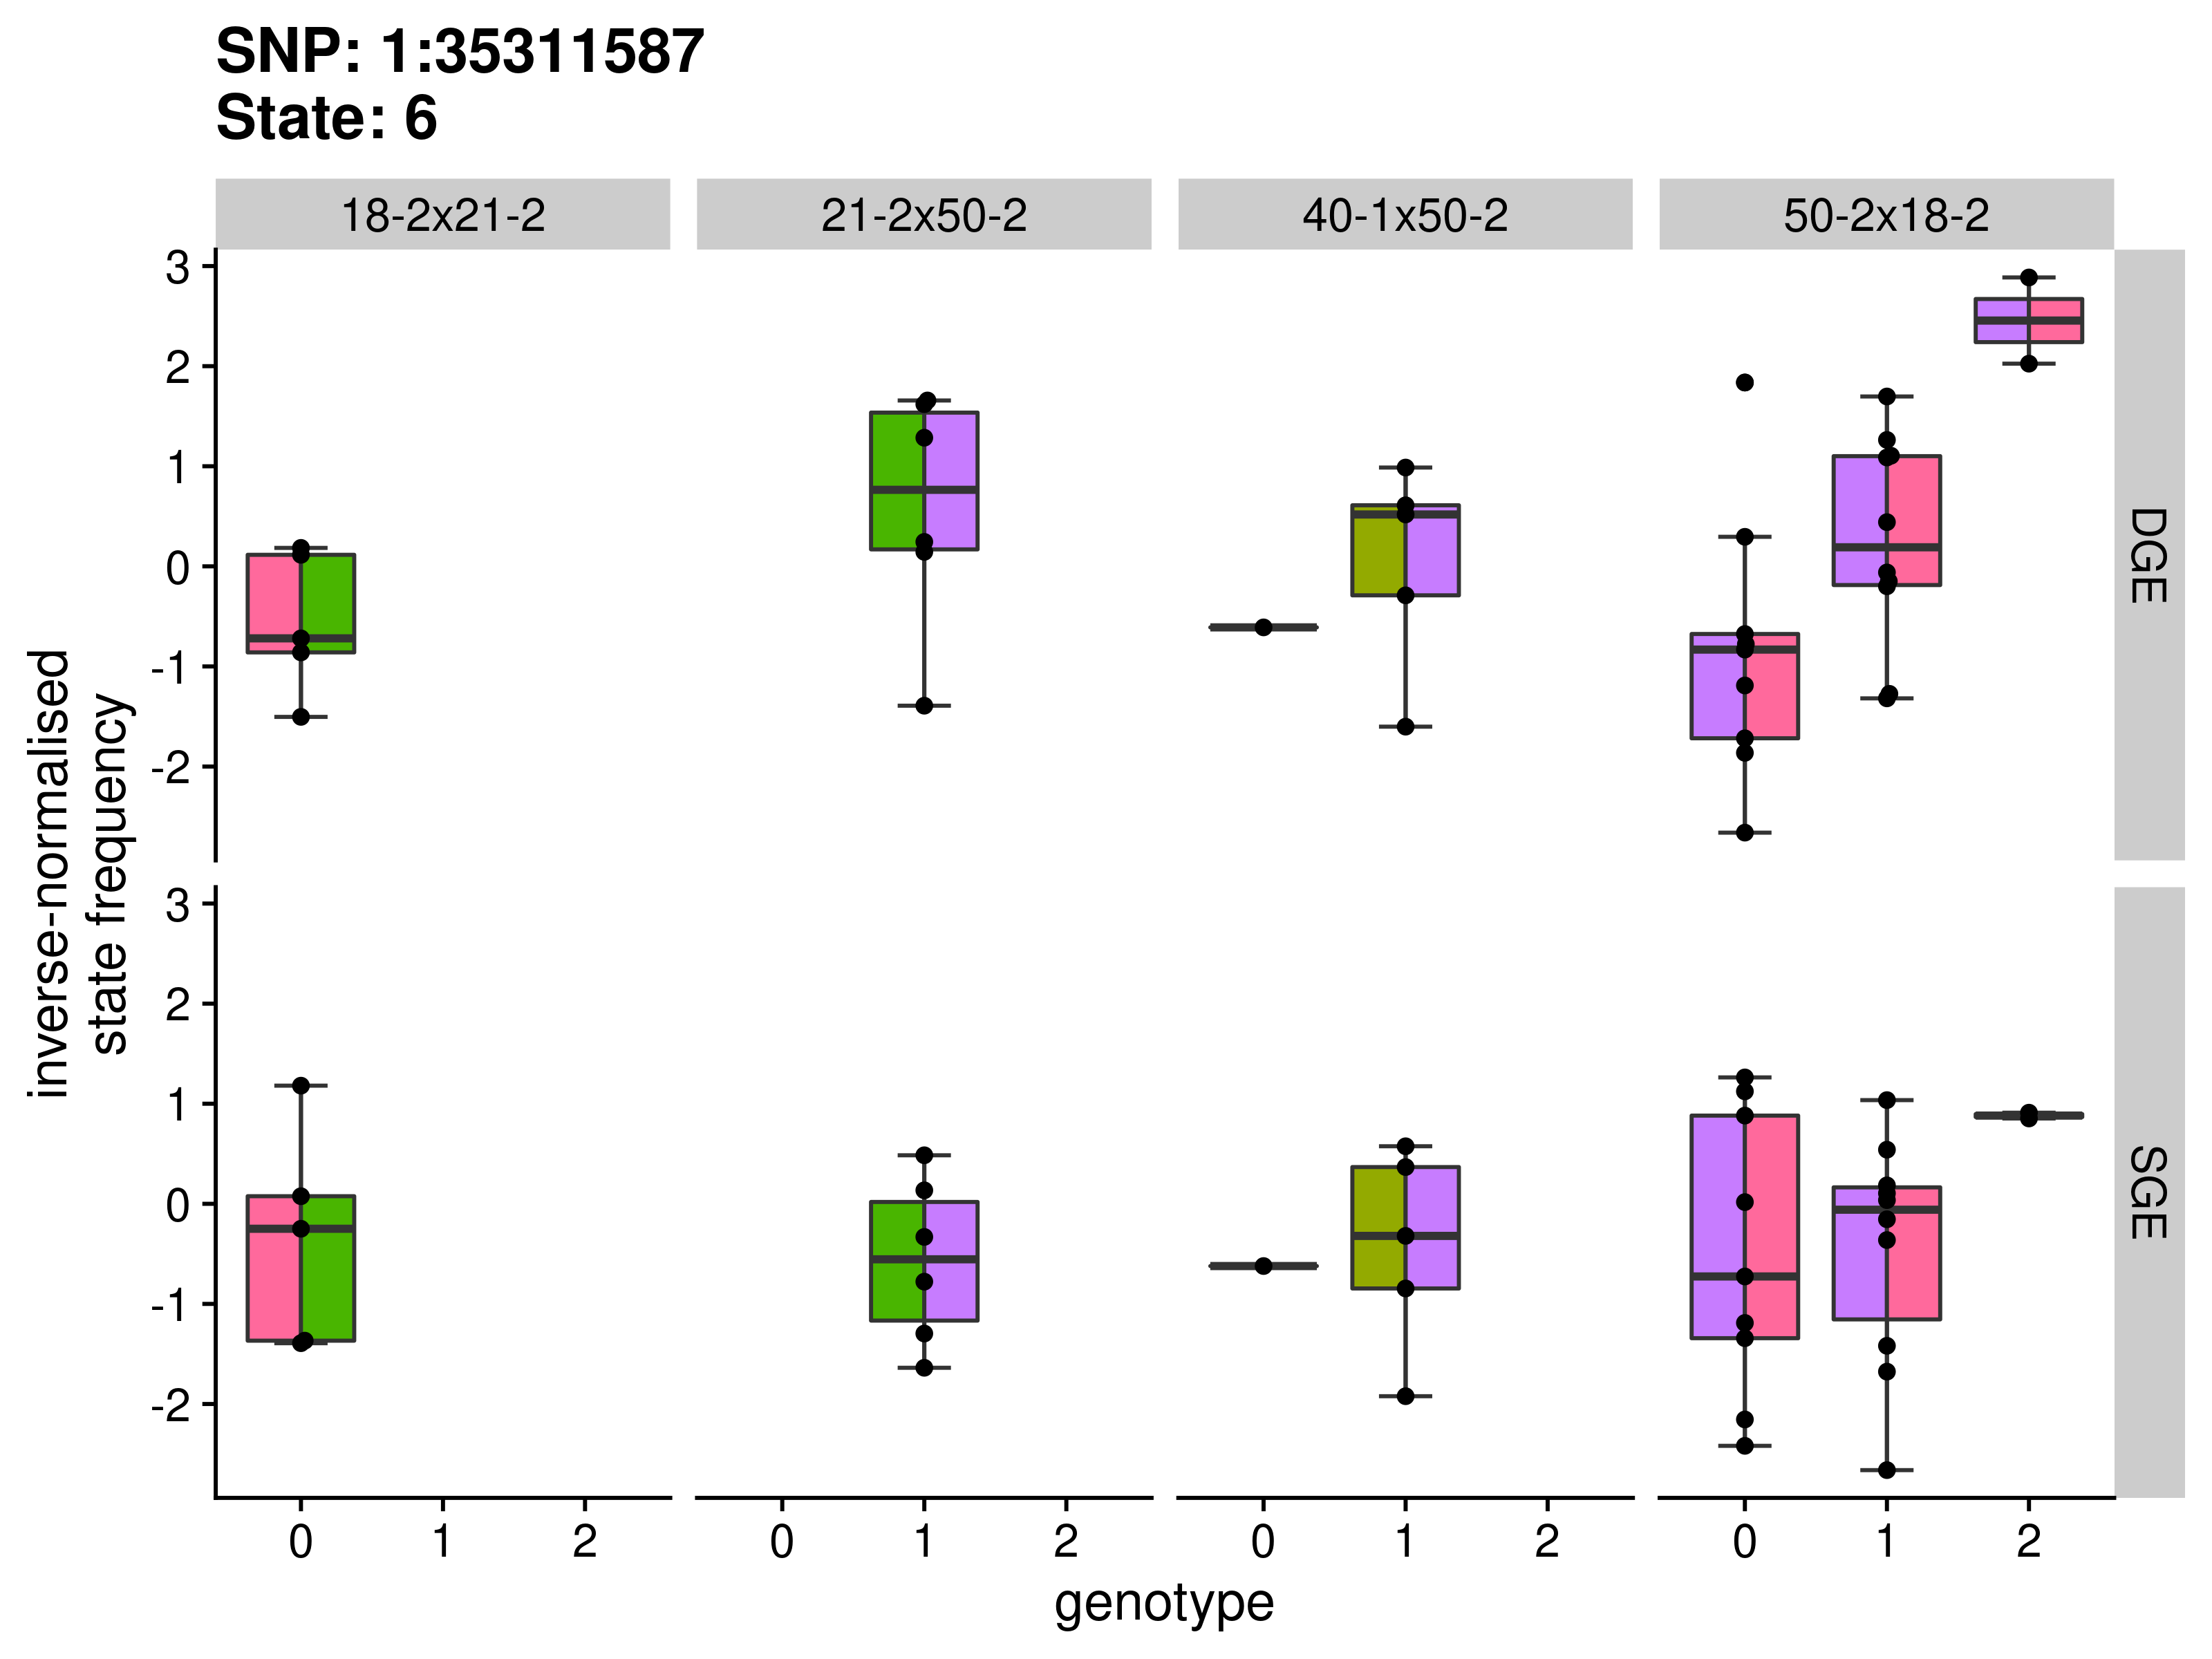 SNP: 1:35311587
State: 6
18-2x21-2
21-2x50-2
40-1x50-2
50-2x18-2
3
2
1
0
-1
-2
DGE
inverse-normalised
state frequency
3
2
1
0
-1
-2
SGE
0 1 2
0 1 2
0 1 2
0 1 2
genotype